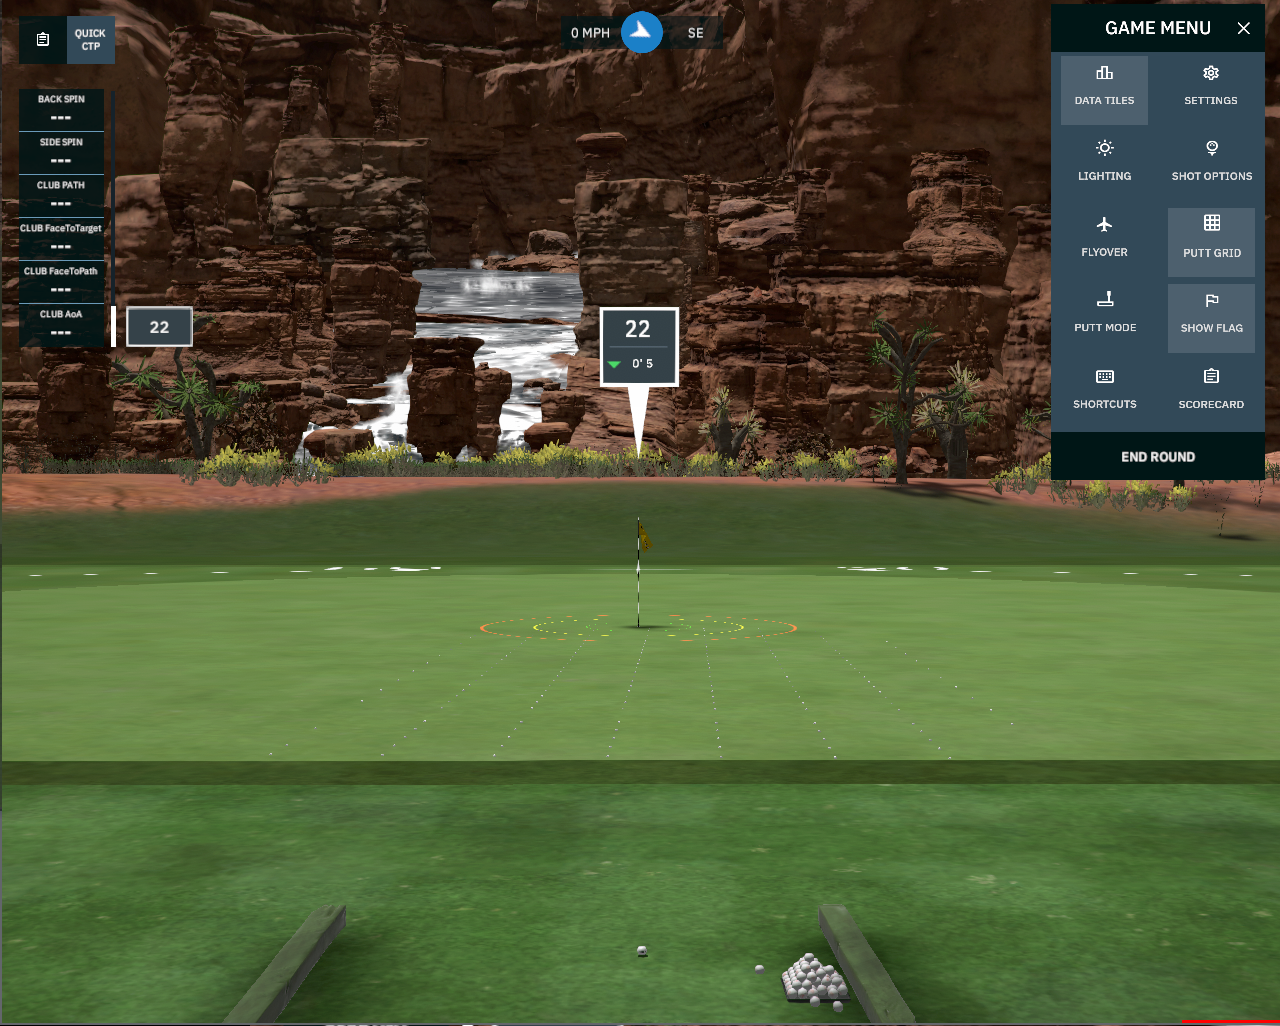 QUICK
CTP
0 MPH
SE
GAME MENU
BACK SPIN
---
SIDE SPIN
---
CLUB PATH
---
CLUB FaceToTarget
---
CLUB FaceToPath
---
CLUB AoA
---
22
22
0' 5
DATA TILES
SETTINGS
LIGHTING
SHOT OPTIONS
FLYOVER
PUTT GRID
PUTT MODE
SHOW FLAG
SHORTCUTS
SCORECARD
END ROUND